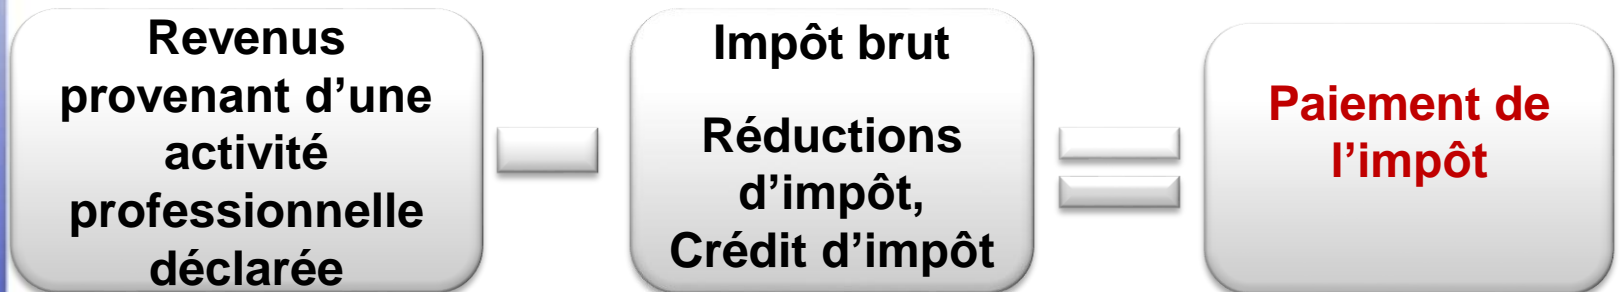 Revenus
provenant d’une
activité
professionnelle
déclarée
Impôt brut
Réductions
d’impôt,
Crédit d’impôt
Paiement de
l’impôt